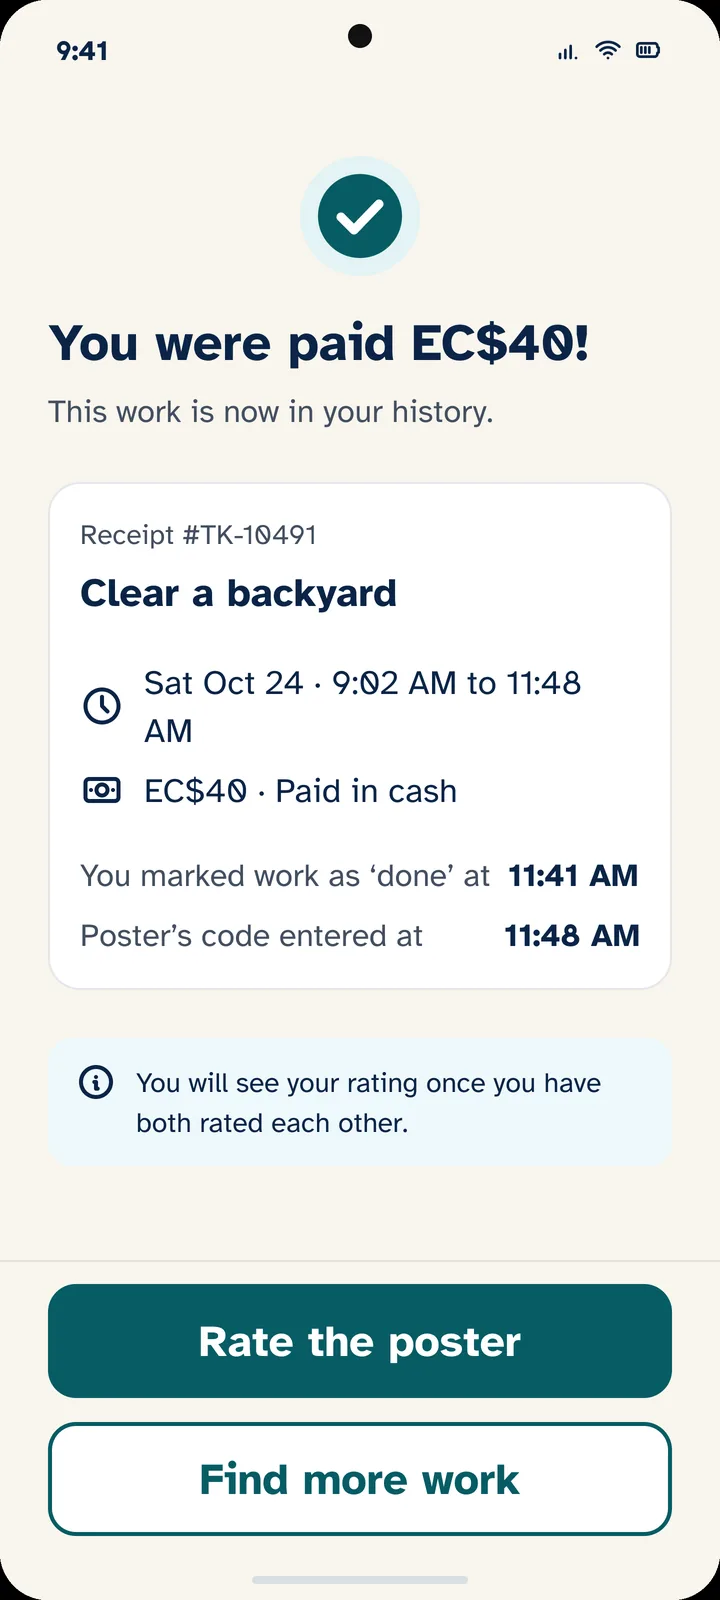 9:41
You were paid EC$40!
This work is now in your history.
Receipt #TK-10491
Clear a backyard
Sat Oct 24 · 9:02 AM to 11:48
AM
EC$40 · Paid in cash
You marked work as ‘done’ at 11:41 AM
Poster’s code entered at 11:48 AM
You will see your rating once you have
both rated each other.
Rate the poster
Find more work